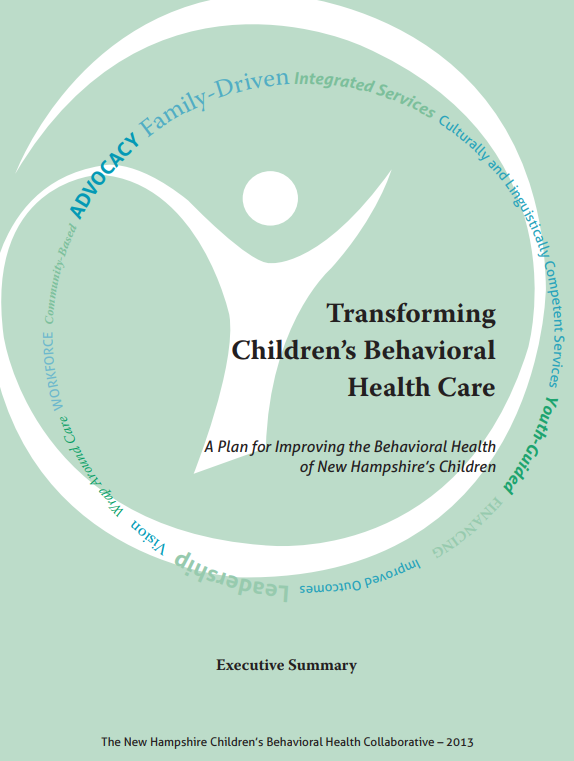 ADVOCACY
Family-Driven
Integrated Services
Culturally and Linguistically Competent Services
Youth-Guided
FINANCING
Improved Outcomes
Leadership
Vision
Wrap Around Care
WORKFORCE
Community-Based
Transforming
Children’s Behavioral
Health Care
A Plan for Improving the Behavioral Health
of New Hampshire’s Children
Executive Summary
The New Hampshire Children’s Behavioral Health Collaborative – 2013